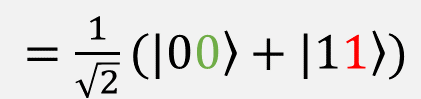 = 1/√2 (|00⟩ + |11⟩)